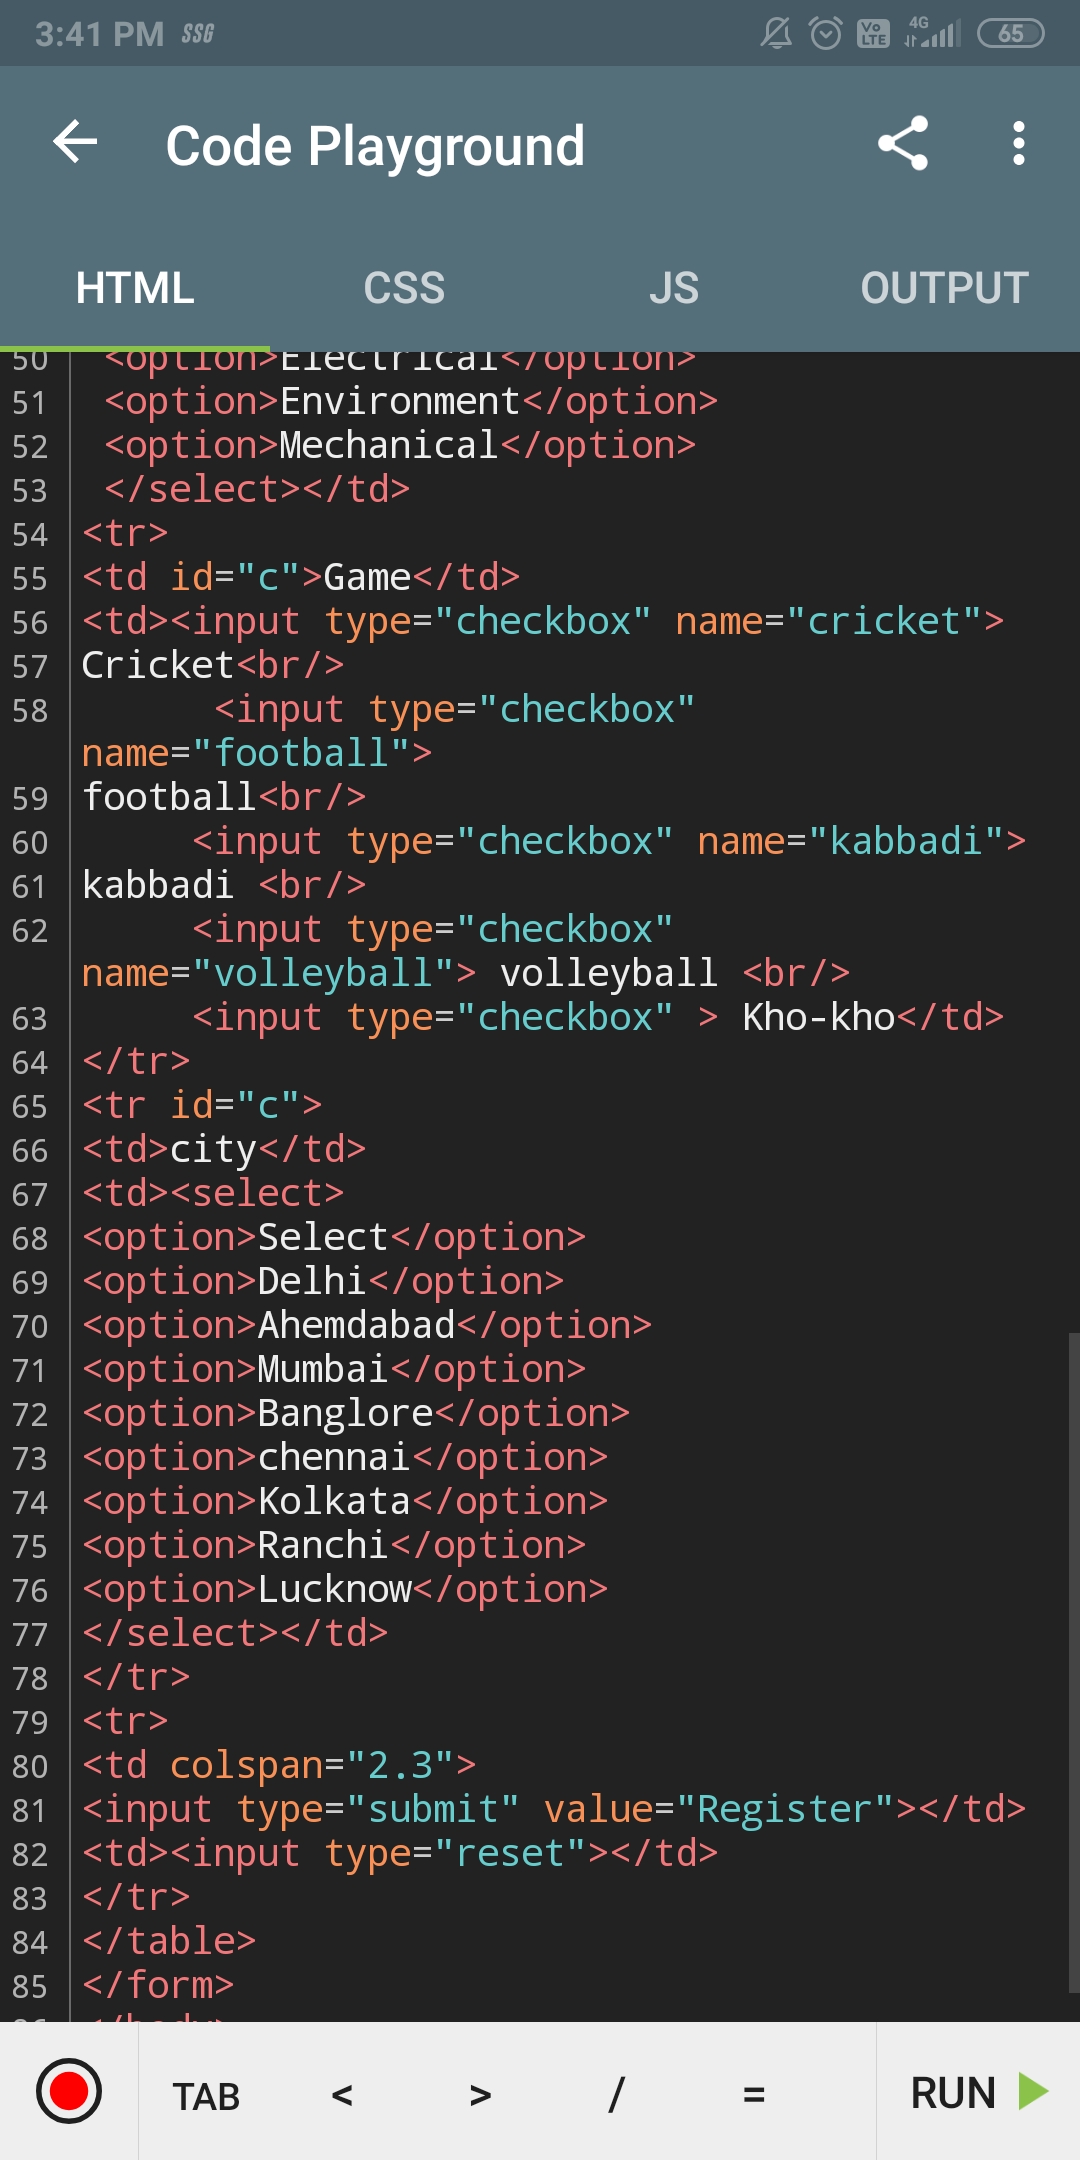 3:41 PM SSG Vo LTE 4G 65
Code Playground
HTML CSS JS OUTPUT
50 <option>Electrical</option>
51 <option>Environment</option>
52 <option>Mechanical</option>
53 </select></td>
54 <tr>
55 <td id="c">Game</td>
56 <td><input type="checkbox" name="cricket">
57 Cricket<br/>
58 <input type="checkbox"
name="football">
59 football<br/>
60 <input type="checkbox" name="kabbadi">
61 kabbadi <br/>
62 <input type="checkbox"
name="volleyball"> volleyball <br/>
63 <input type="checkbox" > Kho-kho</td>
64 </tr>
65 <tr id="c">
66 <td>city</td>
67 <td><select>
68 <option>Select</option>
69 <option>Delhi</option>
70 <option>Ahemdabad</option>
71 <option>Mumbai</option>
72 <option>Banglore</option>
73 <option>chennai</option>
74 <option>Kolkata</option>
75 <option>Ranchi</option>
76 <option>Lucknow</option>
77 </select></td>
78 </tr>
79 <tr>
80 <td colspan="2.3">
81 <input type="submit" value="Register"></td>
82 <td><input type="reset"></td>
83 </tr>
84 </table>
85 </form>
86 </body>
TAB < > / = RUN